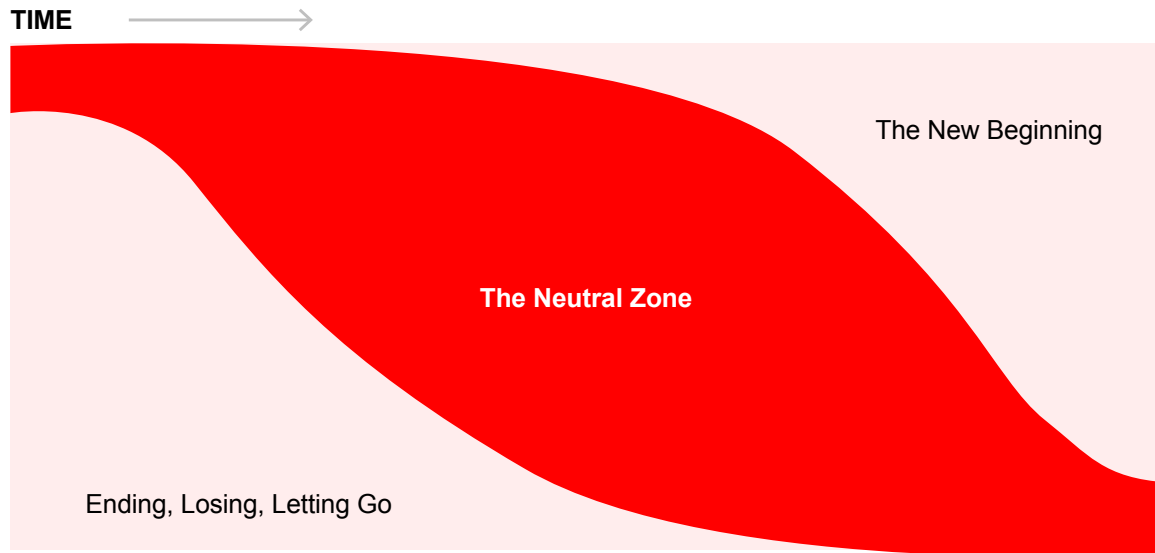 TIME
The New Beginning
The Neutral Zone
Ending, Losing, Letting Go